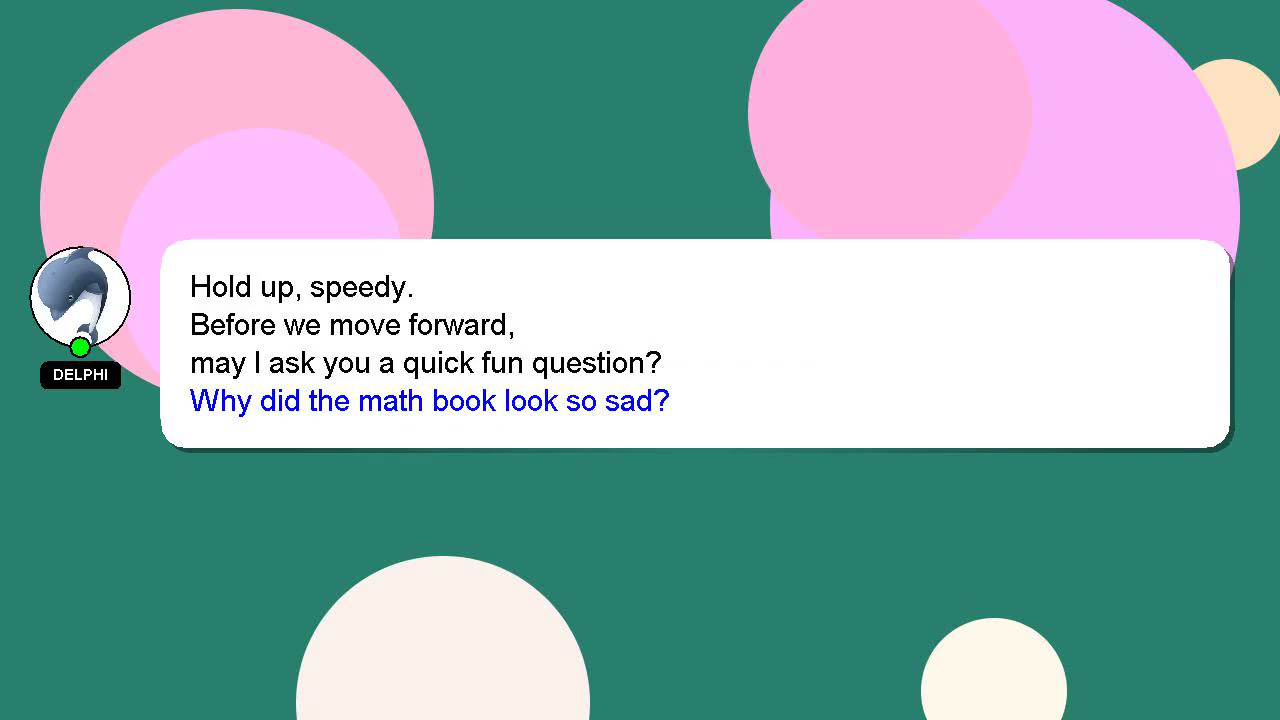 Hold up, speedy.
Before we move forward,
may I ask you a quick fun question?
Why did the math book look so sad?
DELPHI